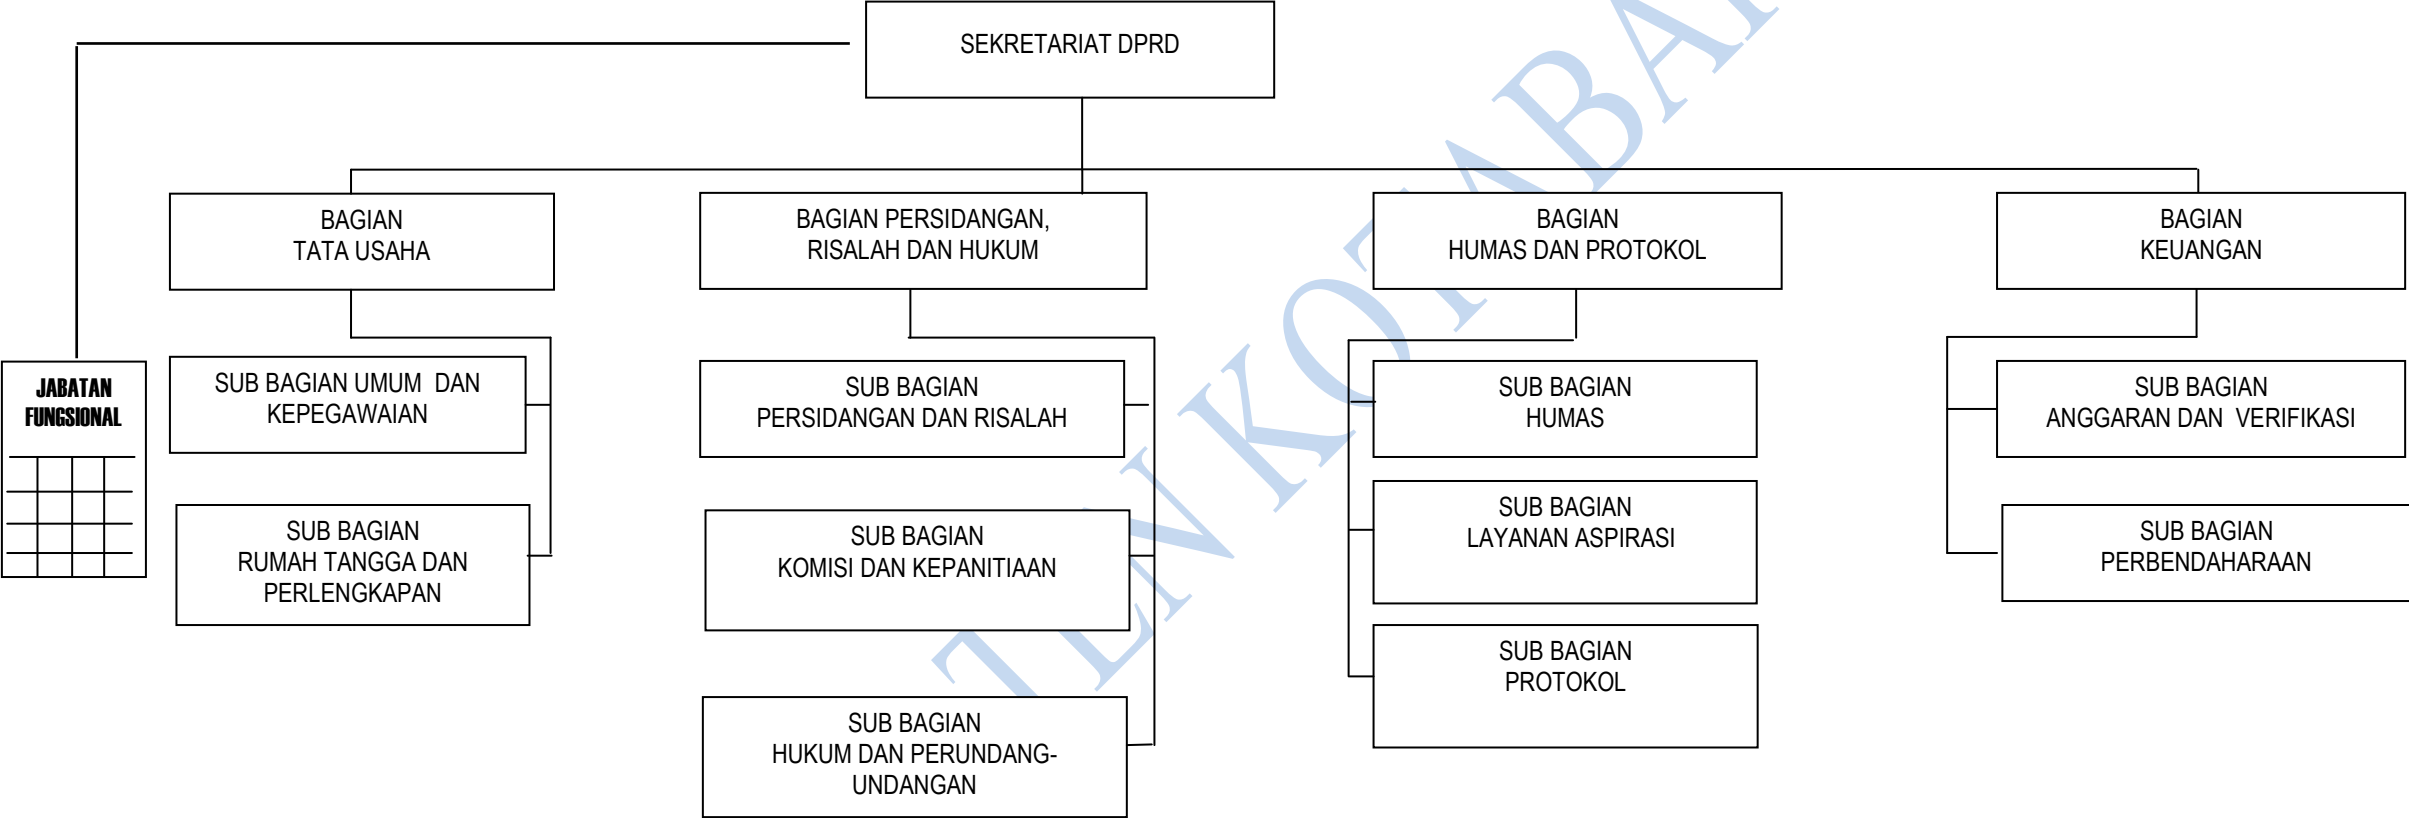 SEKRETARIAT DPRD
BAGIAN
TATA USAHA
BAGIAN PERSIDANGAN,
RISALAH DAN HUKUM
BAGIAN
HUMAS DAN PROTOKOL
BAGIAN
KEUANGAN
JABATAN
FUNGSIONAL
SUB BAGIAN UMUM  DAN
KEPEGAWAIAN
SUB BAGIAN
RUMAH TANGGA DAN
PERLENGKAPAN
SUB BAGIAN
PERSIDANGAN DAN RISALAH
SUB BAGIAN
KOMISI DAN KEPANITIAAN
SUB BAGIAN
HUKUM DAN PERUNDANG-
UNDANGAN
SUB BAGIAN
HUMAS
SUB BAGIAN
LAYANAN ASPIRASI
SUB BAGIAN
PROTOKOL
SUB BAGIAN
ANGGARAN DAN  VERIFIKASI
SUB BAGIAN
PERBENDAHARAAN